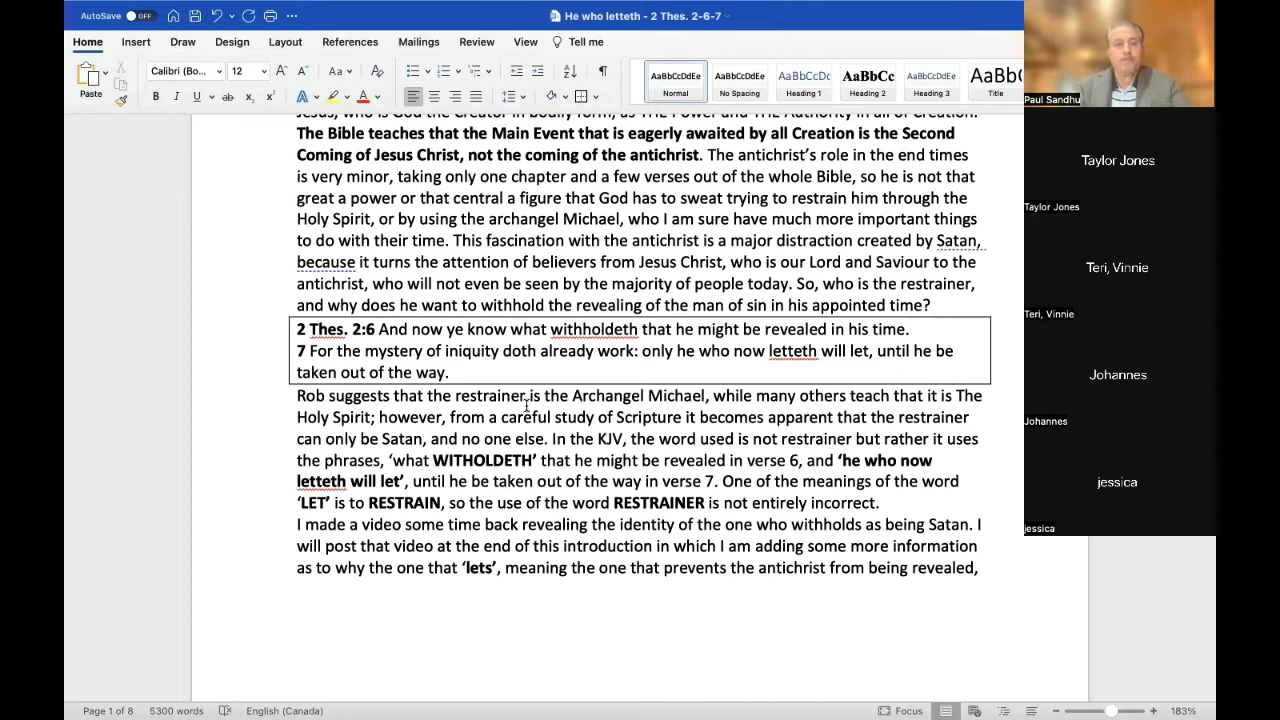 AutoSave OFF
He who letteth - 2 Thes. 2-6-7
Home Insert Draw Design Layout References Mailings Review View Tell me
Paste
Calibri (Bo... 12
AaBbCcDdEe AaBbCcDdEe AaBbCcDc AaBbCc AaBbCcDdEe AaBb
Normal No Spacing Heading 1 Heading 2 Heading 3 Title
Jesus, who is God the Creator in bodily form, as THE Power and THE Authority in all of Creation.
The Bible teaches that the Main Event that is eagerly awaited by all Creation is the Second
Coming of Jesus Christ, not the coming of the antichrist. The antichrist's role in the end times
is very minor, taking only one chapter and a few verses out of the whole Bible, so he is not that
great a power or that central a figure that God has to sweat trying to restrain him through the
Holy Spirit, or by using the archangel Michael, who I am sure have much more important things
to do with their time. This fascination with the antichrist is a major distraction created by Satan,
because it turns the attention of believers from Jesus Christ, who is our Lord and Saviour to the
antichrist, who will not even be seen by the majority of people today. So, who is the restrainer,
and why does he want to withhold the revealing of the man of sin in his appointed time?
2 Thes. 2:6 And now ye know what withholdeth that he might be revealed in his time.
7 For the mystery of iniquity doth already work: only he who now letteth will let, until he be
taken out of the way.
Rob suggests that the restrainer is the Archangel Michael, while many others teach that it is The
Holy Spirit; however, from a careful study of Scripture it becomes apparent that the restrainer
can only be Satan, and no one else. In the KJV, the word used is not restrainer but rather it uses
the phrases, 'what WITHOLDETH' that he might be revealed in verse 6, and 'he who now
letteth will let', until he be taken out of the way in verse 7. One of the meanings of the word
'LET' is to RESTRAIN, so the use of the word RESTRAINER is not entirely incorrect.
I made a video some time back revealing the identity of the one who withholds as being Satan. I
will post that video at the end of this introduction in which I am adding some more information
as to why the one that 'lets', meaning the one that prevents the antichrist from being revealed,
Page 1 of 8 5300 words English (Canada) Focus 183%
Paul Sandhu
Taylor Jones
Taylor Jones
Teri, Vinnie
Teri, Vinnie
Johannes
Johannes
jessica
jessica